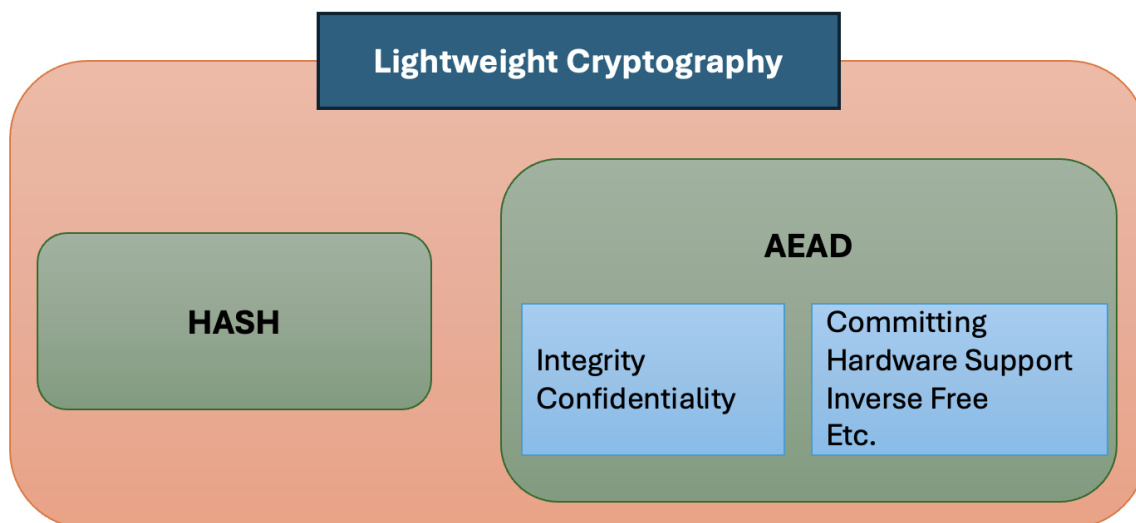 Lightweight Cryptography
HASH
AEAD
Integrity
Confidentiality
Committing
Hardware Support
Inverse Free
Etc.